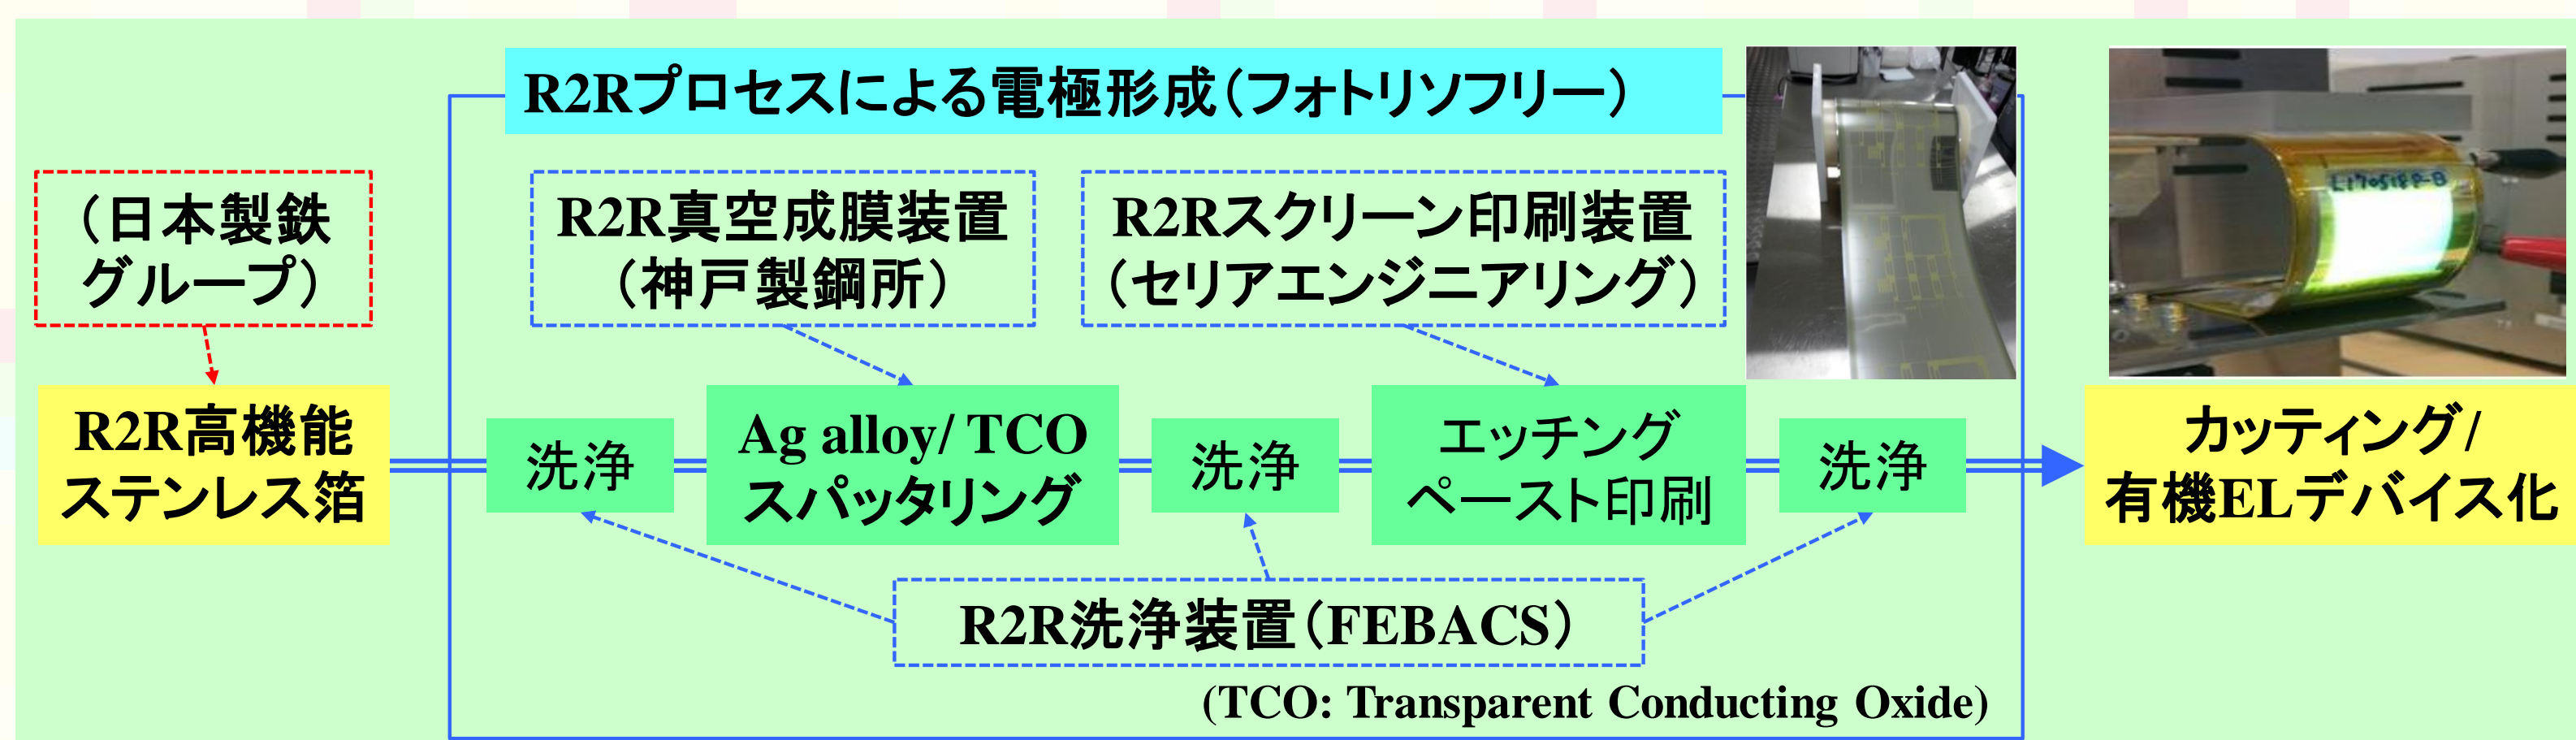 R2Rプロセスによる電極形成(フォトリソフリー)
(日本製鉄
グループ)
R2R真空成膜装置
(神戸製鋼所)
R2Rスクリーン印刷装置
(セリアエンジニアリング)
L170518P-B
R2R高機能
ステンレス箔
洗浄
Ag alloy/ TCO
スパッタリング
洗浄
エッチング
ペースト印刷
洗浄
カッティング/
有機ELデバイス化
R2R洗浄装置(FEBACS)
(TCO: Transparent Conducting Oxide)